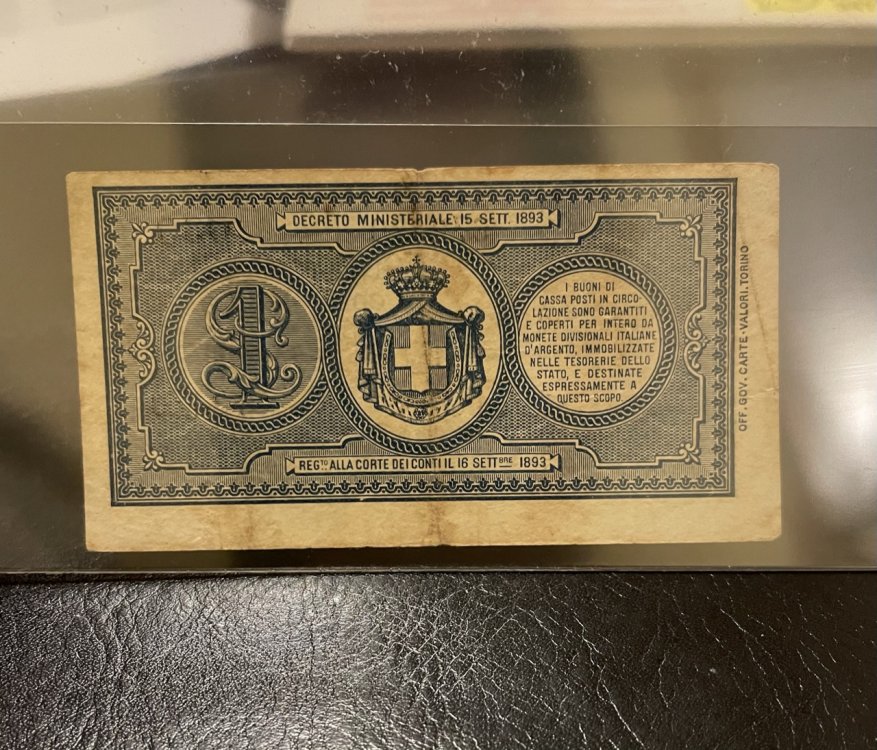 DECRETO MINISTERIALE 15. SETT. 1893
1
I BUONI DI
CASSA POSTI IN CIRCO-
LAZIONE SONO GARANTITI
E COPERTI PER INTERO DA
MONETE DIVISIONALI ITALIANE
D'ARGENTO, IMMOBILIZZATE
NELLE TESORERIE DELLO
STATO, E DESTINATE
ESPRESSAMENTE A
QUESTO SCOPO.
REG.TO ALLA CORTE DEI CONTI IL 16 SETTBRE 1893
OFF. GOV. CARTE-VALORI. TORINO